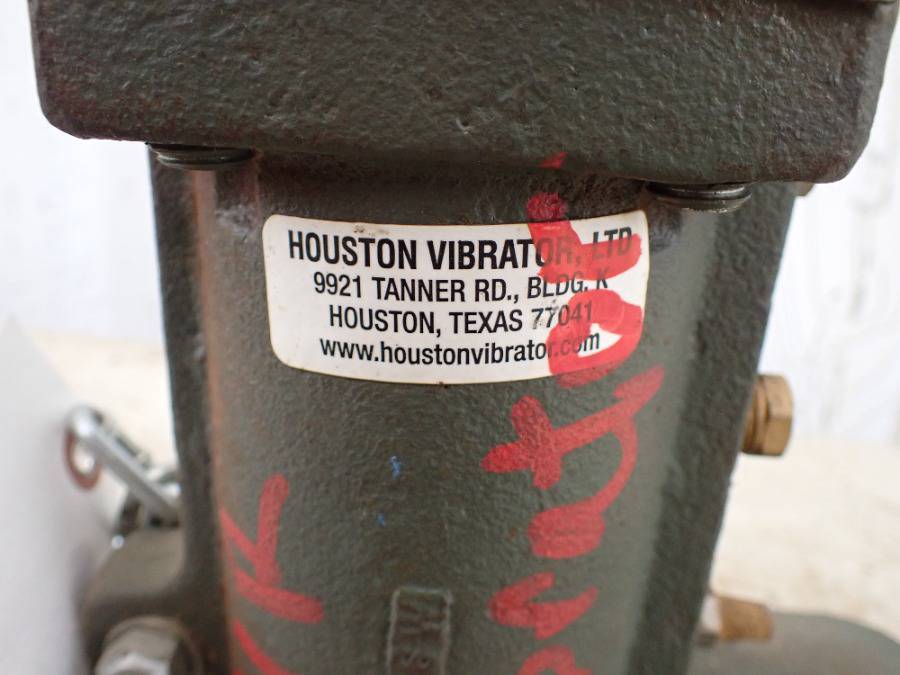 HOUSTON VIBRATOR, LTD
9921 TANNER RD., BLDG. K
HOUSTON, TEXAS 77041
www.houstonvibrator.com